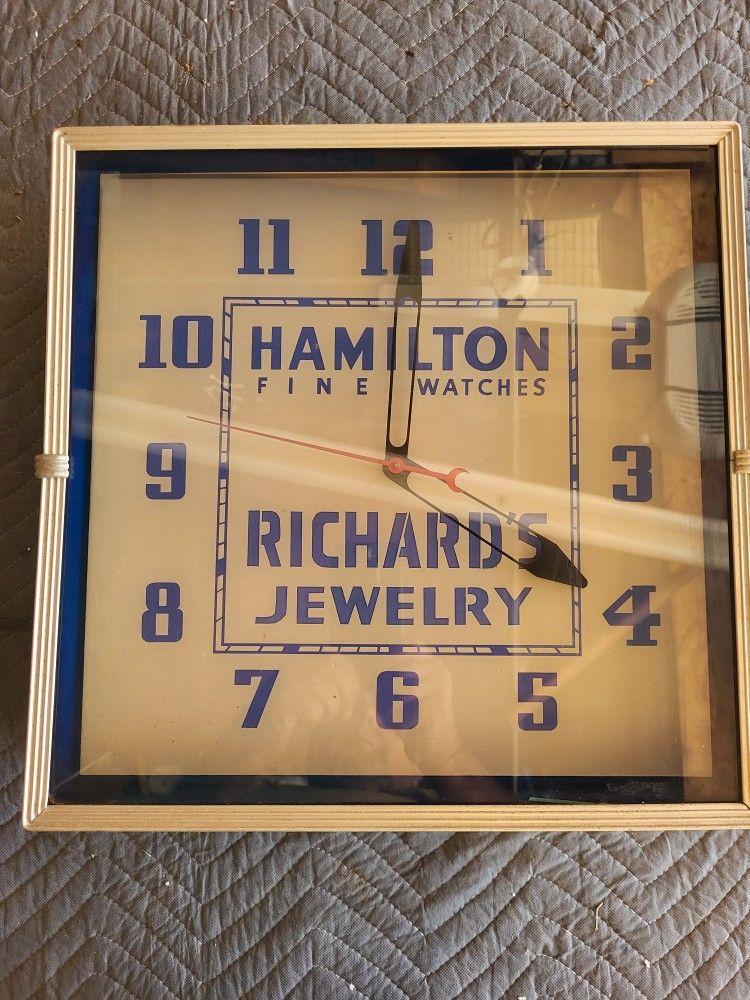 11 12 1
10 2
HAMILTON
FINE WATCHES
9 3
RICHARD'S
JEWELRY
8 4
7 6 5